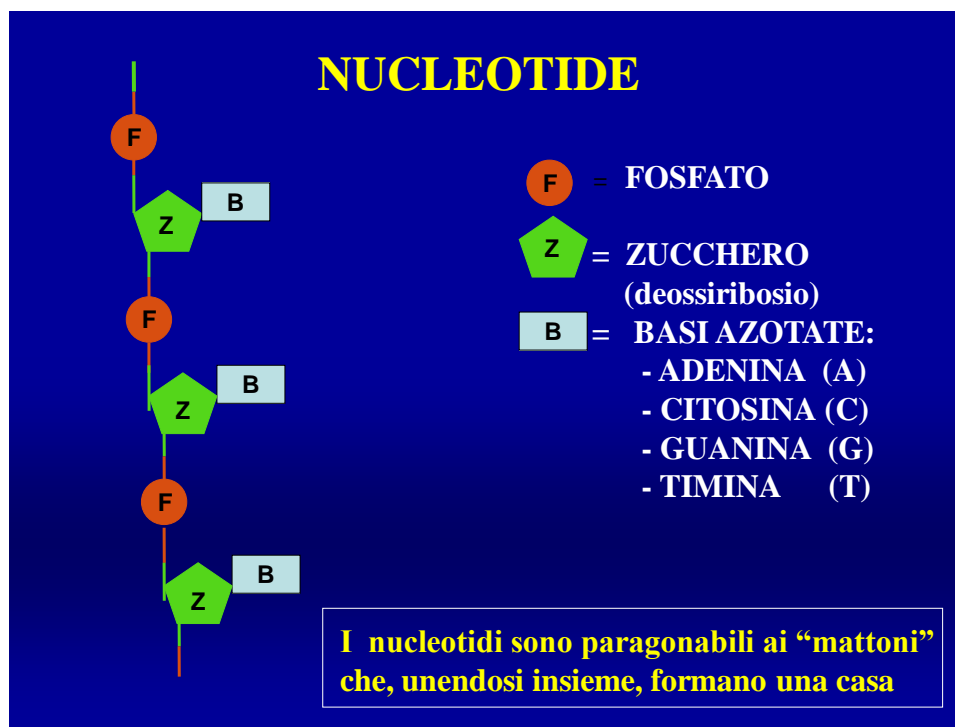 NUCLEOTIDE
F
Z
B
F
Z
B
F
Z
B
F = FOSFATO
Z = ZUCCHERO
(deossiribosio)
B = BASI AZOTATE:
- ADENINA (A)
- CITOSINA (C)
- GUANINA (G)
- TIMINA (T)
I nucleotidi sono paragonabili ai “mattoni”
che, unendosi insieme, formano una casa